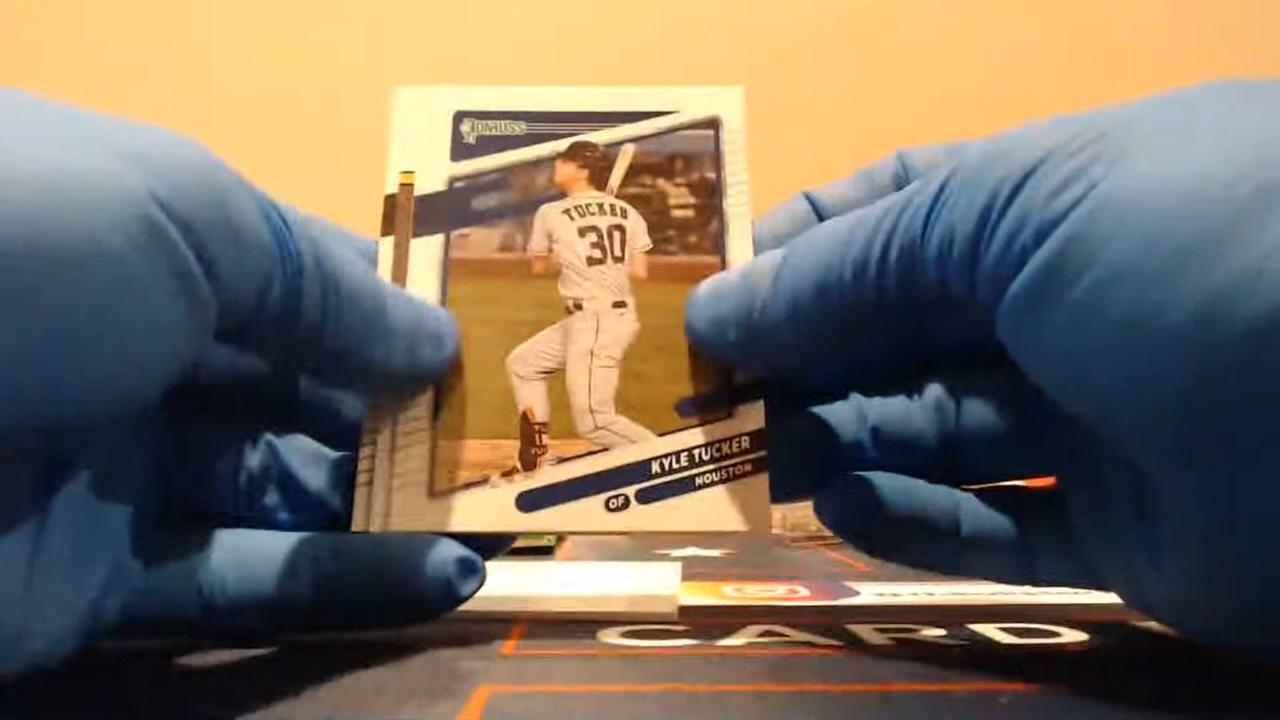 DONRUSS
TUCKER
30
KYLE TUCKER
OF
HOUSTON
CARD